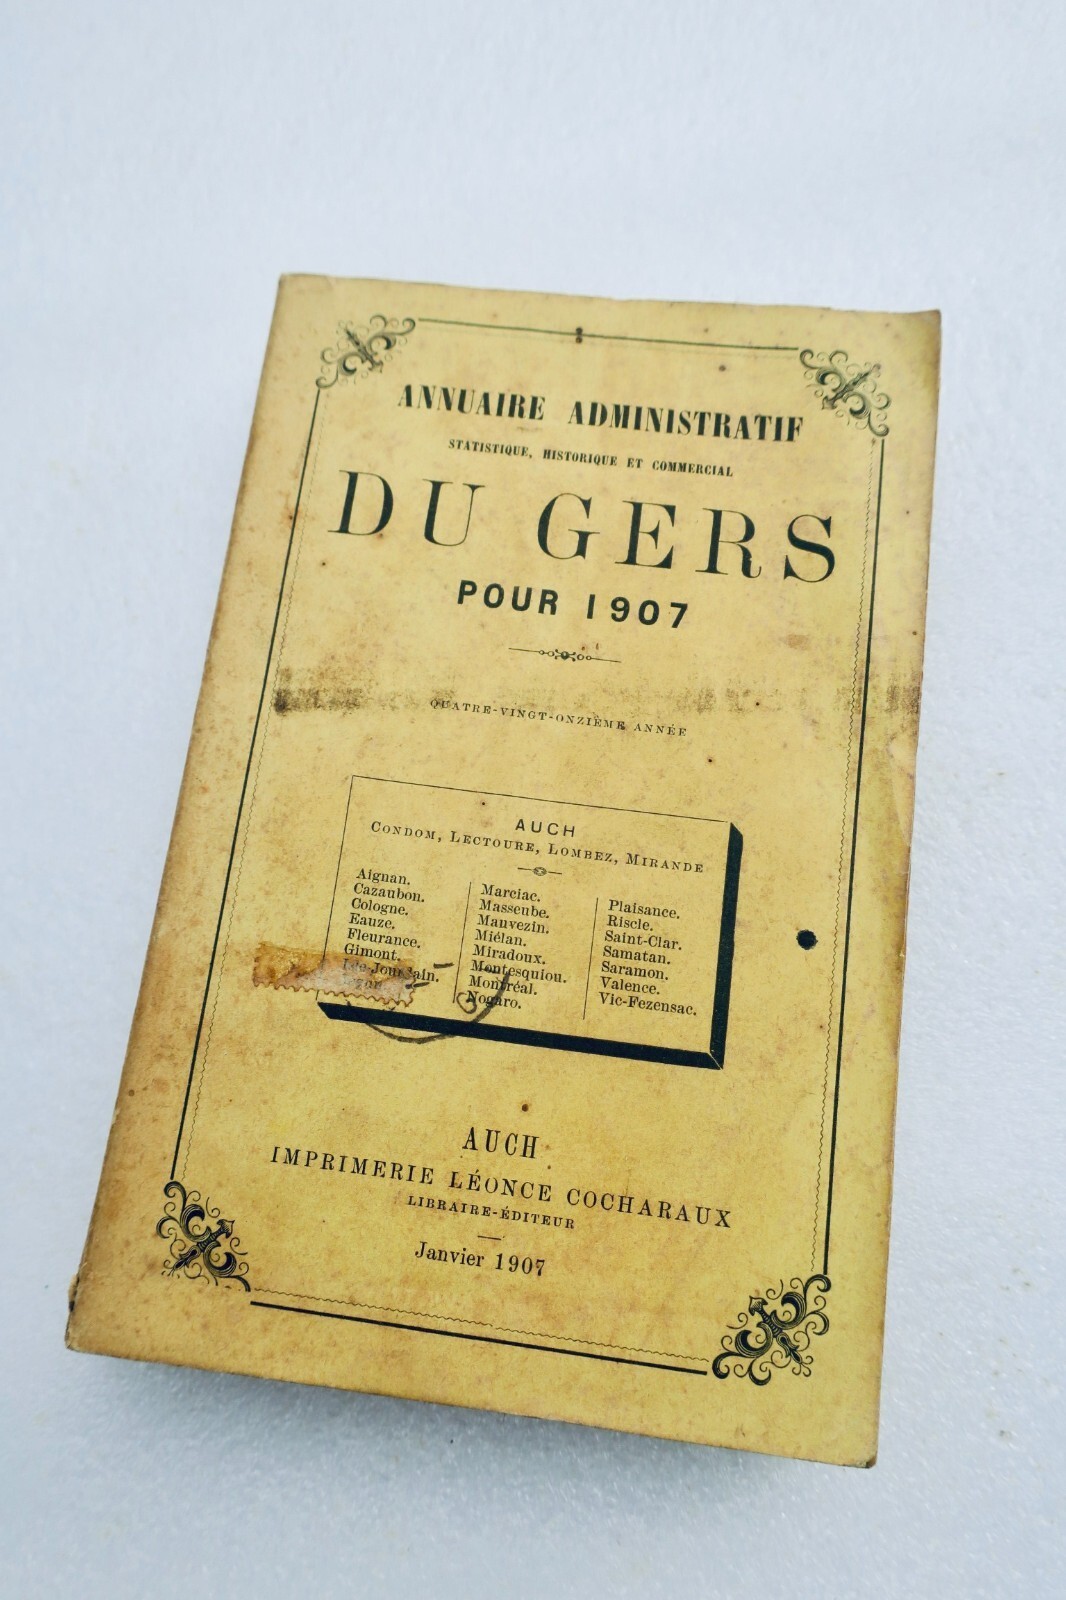 ANNUAIRE ADMINISTRATIF
STATISTIQUE, HISTORIQUE ET COMMERCIAL
DU GERS
POUR 1907
QUATRE-VINGT-ONZIÈME ANNÉE
AUCH
CONDOM, LECTOURE, LOMBEZ, MIRANDE
Aignan.
Cazaubon.
Cologne.
Eauze.
Fleurance.
Gimont.
Marciac.
Masseube.
Manvezin.
Miélan.
Miradoux.
Montesquiou.
Montréal.
Nogaro.
Plaisance.
Riscle.
Saint-Clar.
Samatan.
Saramon.
Valence.
Vic-Fezensac.
AUCH
IMPRIMERIE LÉONCE COCHARAUX
LIBRAIRE-ÉDITEUR
Janvier 1907